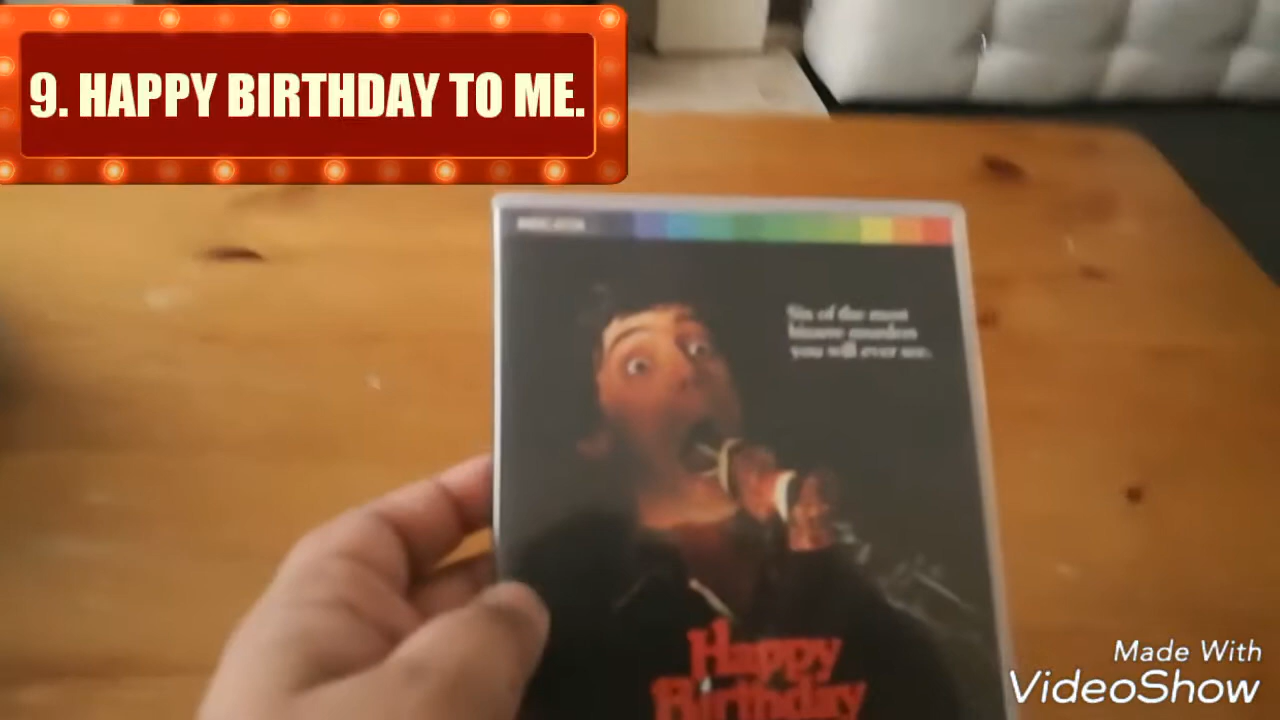 9. HAPPY BIRTHDAY TO ME.
Six of the most
bizarre murders
you will ever see.
Happy
Birthday
Made With
VideoShow